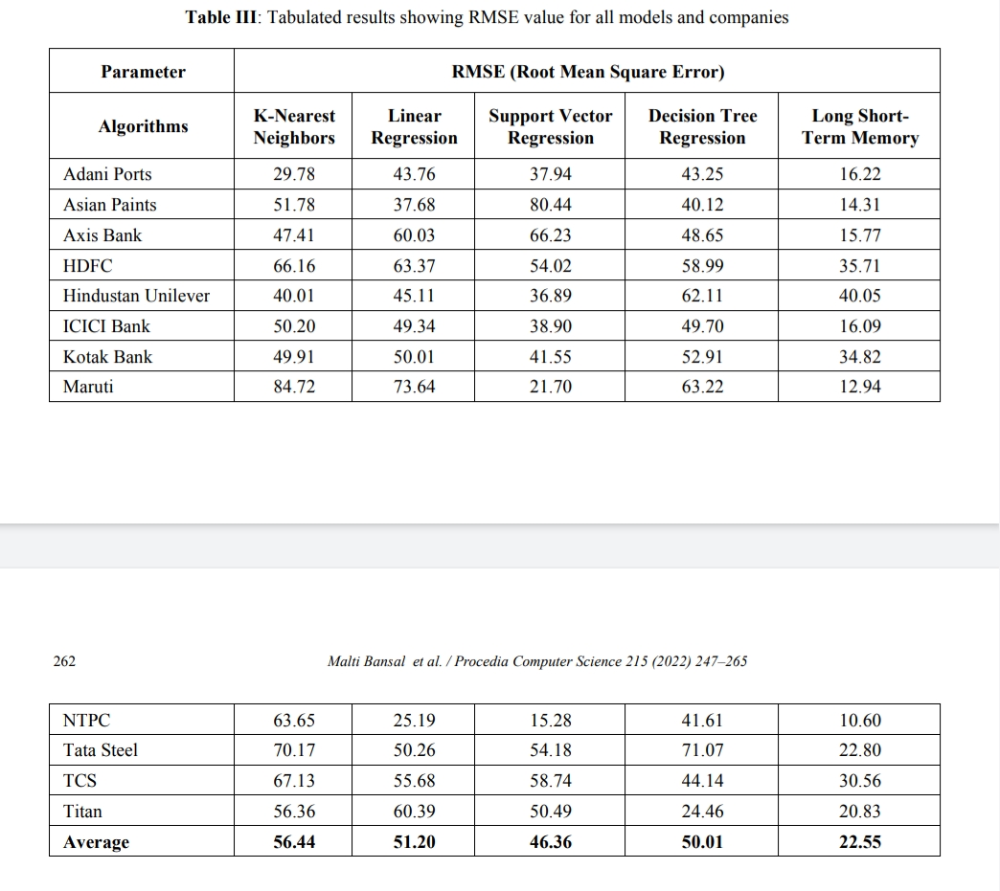 Table III: Tabulated results showing RMSE value for all models and companies
Parameter RMSE (Root Mean Square Error)
Algorithms K-Nearest Neighbors Linear Regression Support Vector Regression Decision Tree Regression Long Short-Term Memory
Adani Ports 29.78 43.76 37.94 43.25 16.22
Asian Paints 51.78 37.68 80.44 40.12 14.31
Axis Bank 47.41 60.03 66.23 48.65 15.77
HDFC 66.16 63.37 54.02 58.99 35.71
Hindustan Unilever 40.01 45.11 36.89 62.11 40.05
ICICI Bank 50.20 49.34 38.90 49.70 16.09
Kotak Bank 49.91 50.01 41.55 52.91 34.82
Maruti 84.72 73.64 21.70 63.22 12.94
262 Malti Bansal et al. / Procedia Computer Science 215 (2022) 247–265
NTPC 63.65 25.19 15.28 41.61 10.60
Tata Steel 70.17 50.26 54.18 71.07 22.80
TCS 67.13 55.68 58.74 44.14 30.56
Titan 56.36 60.39 50.49 24.46 20.83
Average 56.44 51.20 46.36 50.01 22.55